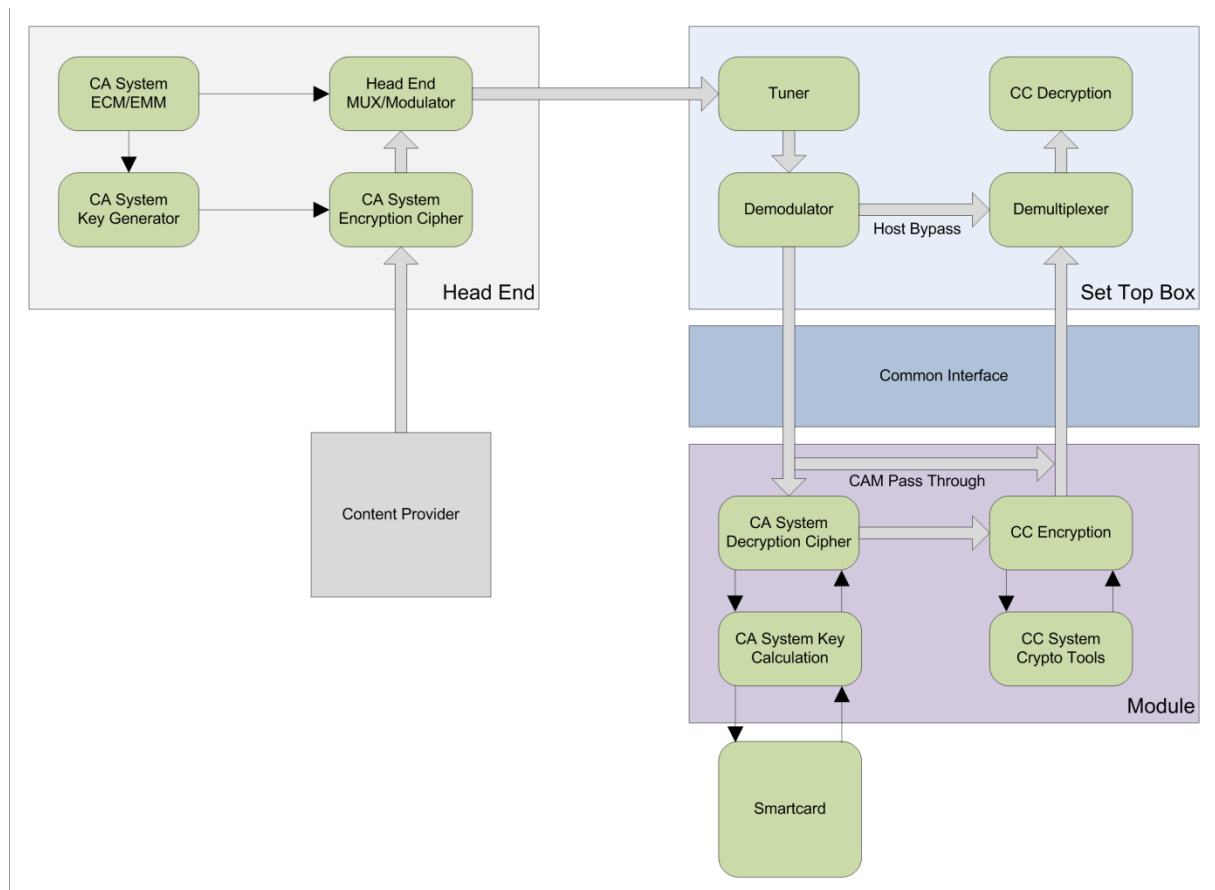 CA System
ECM/EMM
Head End
MUX/Modulator
CA System
Key Generator
CA System
Encryption Cipher
Head End
Content Provider
Tuner
CC Decryption
Demodulator
Host Bypass
Demultiplexer
Set Top Box
Common Interface
CAM Pass Through
CA System
Decryption Cipher
CC Encryption
CA System Key
Calculation
CC System
Crypto Tools
Module
Smartcard